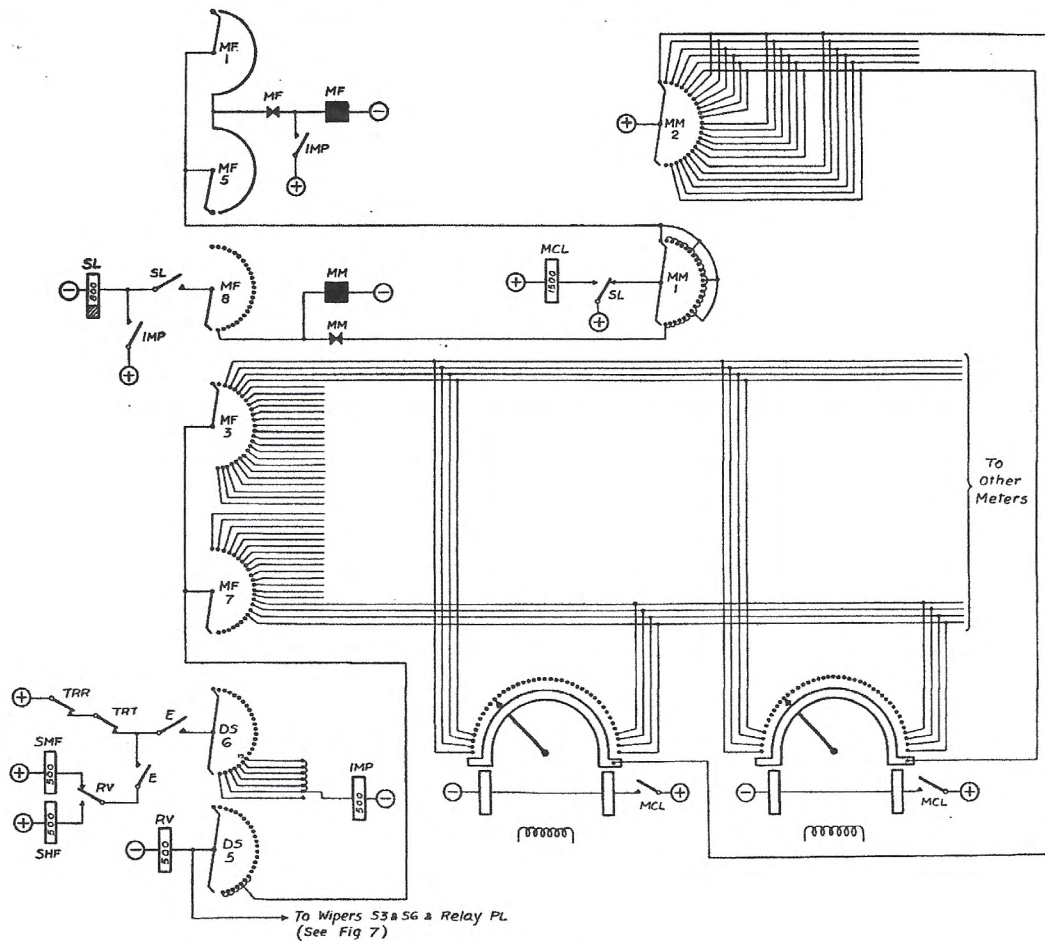 MF
1
MF
MF
⊖
IMP
⊕
MF
5
⊕
MM
2
SL
⊖
800
SL
IMP
⊕
MF
8
MM
⊖
MM
MCL
⊕
1500
SL
⊕
MM
1
MF
3
MF
7
To
Other
Meters
⊕
TRR
TRT
E
DS
6
SMF
⊕
500
RV
E
⊕
500
SHF
IMP
500
⊖
RV
⊖
500
DS
5
⊖
MCL
⊕
⊖
MCL
⊕
To Wipers S3 & S6 & Relay PL
(See Fig 7)